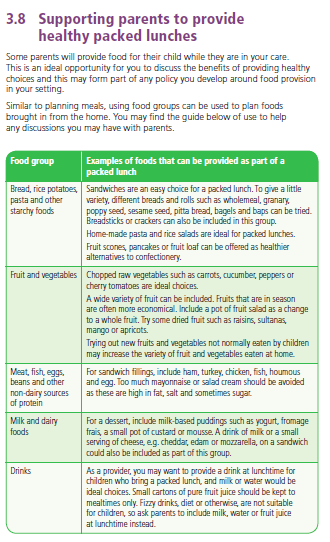 3.8 Supporting parents to provide
healthy packed lunches
Some parents will provide food for their child while they are in your care.
This is an ideal opportunity for you to discuss the benefits of providing healthy
choices and this may form part of any policy you develop around food provision
in your setting.
Similar to planning meals, using food groups can be used to plan foods
brought in from the home. You may find the guide below of use to help
any discussions you may have with parents.
Food group
Examples of foods that can be provided as part of a
packed lunch
Bread, rice potatoes,
pasta and other
starchy foods
Sandwiches are an easy choice for a packed lunch. To give a little
variety, different breads and rolls such as wholemeal, granary,
poppy seed, sesame seed, pitta bread, bagels and baps can be tried.
Breadsticks or crackers can also be included in this group.
Home-made pasta and rice salads are ideal for packed lunches.
Fruit scones, pancakes or fruit loaf can be offered as healthier
alternatives to confectionery.
Fruit and vegetables
Chopped raw vegetables such as carrots, cucumber, peppers or
cherry tomatoes are ideal choices.
A wide variety of fruit can be included. Fruits that are in season
are often more economical. Include a pot of fruit salad as a change
to a whole fruit. Try some dried fruit such as raisins, sultanas,
mango or apricots.
Trying out new fruits and vegetables not normally eaten by children
may increase the variety of fruit and vegetables eaten at home.
Meat, fish, eggs,
beans and other
non-dairy sources
of protein
For sandwich fillings, include ham, turkey, chicken, fish, houmous
and egg. Too much mayonnaise or salad cream should be avoided
as these are high in fat, salt and sometimes sugar.
Milk and dairy
foods
For a dessert, include milk-based puddings such as yogurt, fromage
frais, a small pot of custard or mousse. A drink of milk or a small
serving of cheese, e.g. cheddar, edam or mozzarella, on a sandwich
could also be included as part of this group.
Drinks
As a provider, you may want to provide a drink at lunchtime for
children who bring a packed lunch, and milk or water would be
ideal choices. Small cartons of pure fruit juice should be kept to
mealtimes only. Fizzy drinks, diet or otherwise, are not suitable
for children, so ask parents to include milk, water or fruit juice
at lunchtime instead.